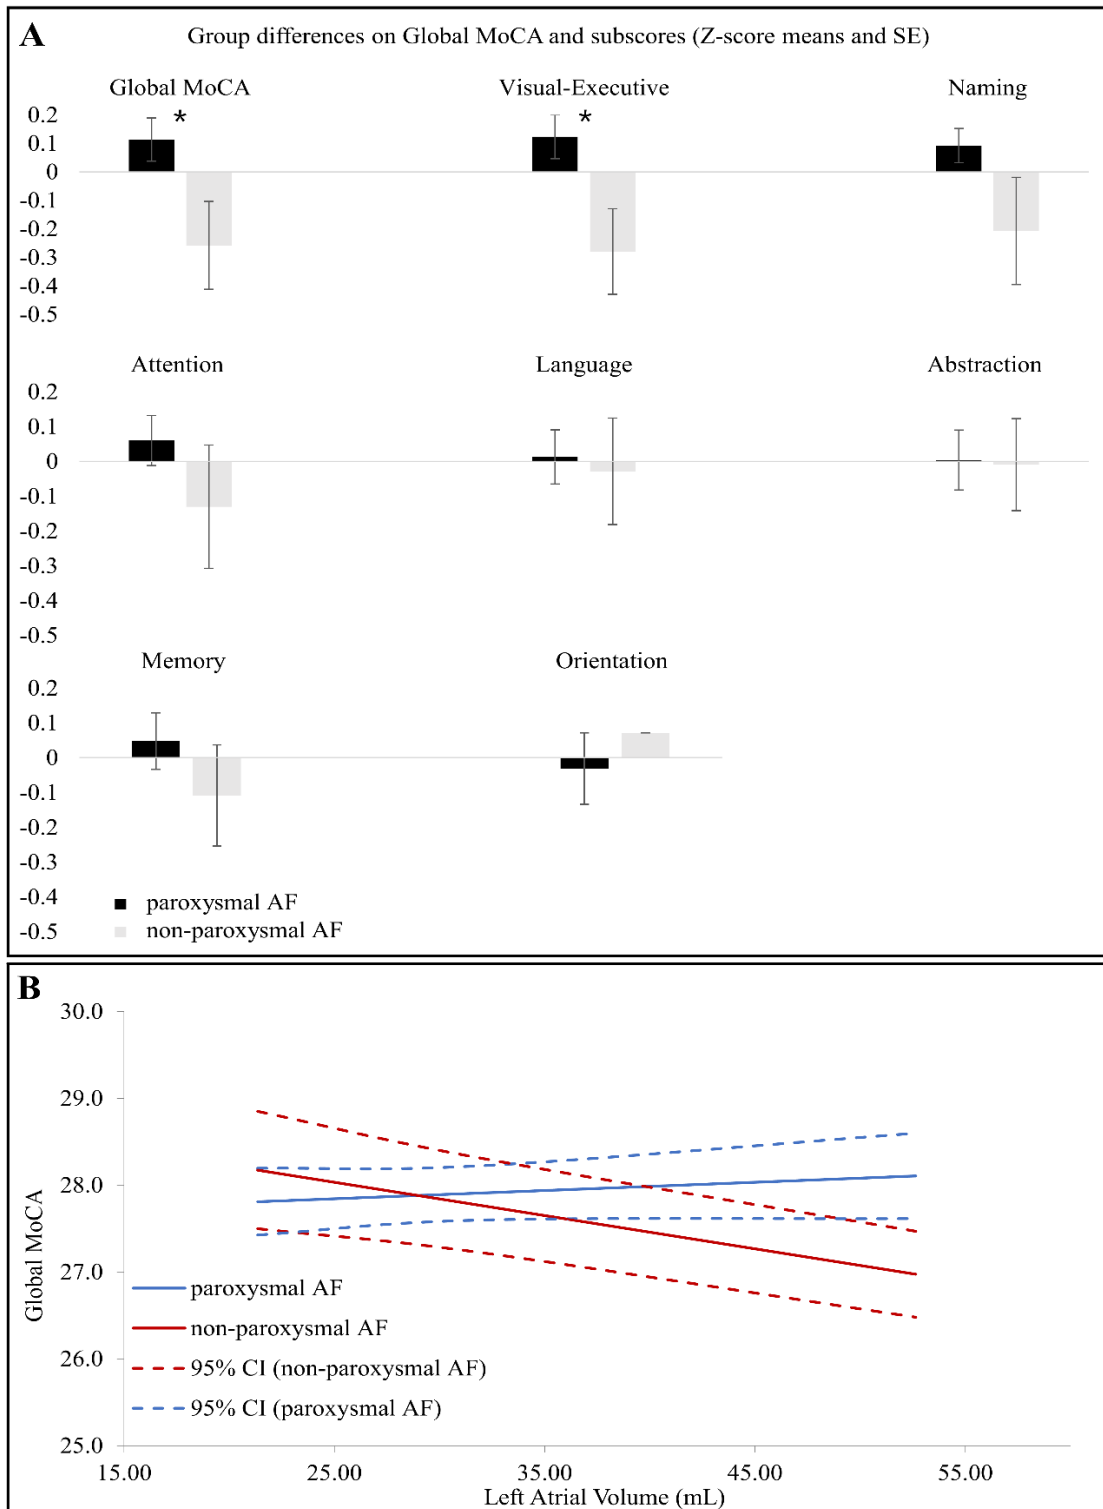 A
Group differences on Global MoCA and subscores (Z-score means and SE)
Global MoCA
Visual-Executive
Naming
0.2
0.1
0
-0.1
-0.2
-0.3
-0.4
-0.5
*
*
Attention
Language
Abstraction
0.2
0.1
0
-0.1
-0.2
-0.3
-0.4
-0.5
Memory
Orientation
0.2
0.1
0
-0.1
-0.2
-0.3
-0.4
-0.5
paroxysmal AF
non-paroxysmal AF
B
Global MoCA
30.0
29.0
28.0
27.0
26.0
25.0
paroxysmal AF
non-paroxysmal AF
95% CI (non-paroxysmal AF)
95% CI (paroxysmal AF)
15.00 25.00 35.00 45.00 55.00
Left Atrial Volume (mL)